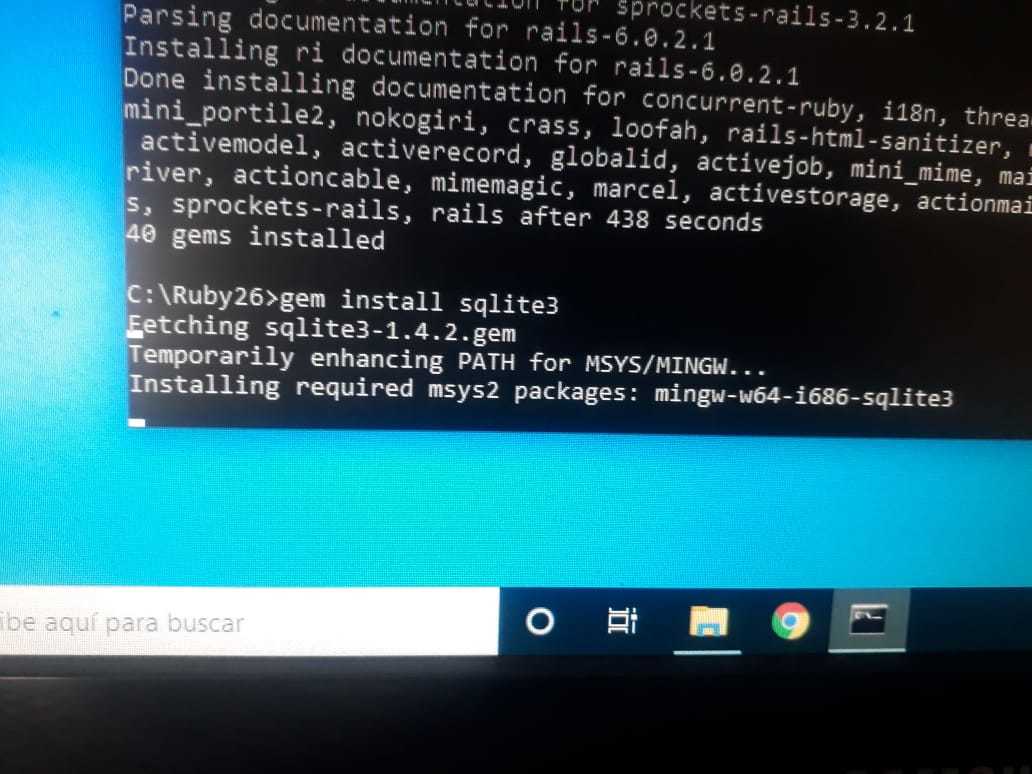 for sprockets-rails-3.2.1
Parsing documentation for rails-6.0.2.1
Installing ri documentation for rails-6.0.2.1
Done installing documentation for concurrent-ruby, i18n,
mini_portile2, nokogiri, crass, loofah, rails-html-sanitizer,
activemodel, activerecord, globalid, activejob, mini_mime, mai
river, actioncable, mimemagic, marcel, activestorage, actionmai
s, sprockets-rails, rails after 438 seconds
40 gems installed
C:\Ruby26>gem install sqlite3
Fetching sqlite3-1.4.2.gem
Temporarily enhancing PATH for MSYS/MINGW...
Installing required msys2 packages: mingw-w64-i686-sqlite3
ibe aquí para buscar